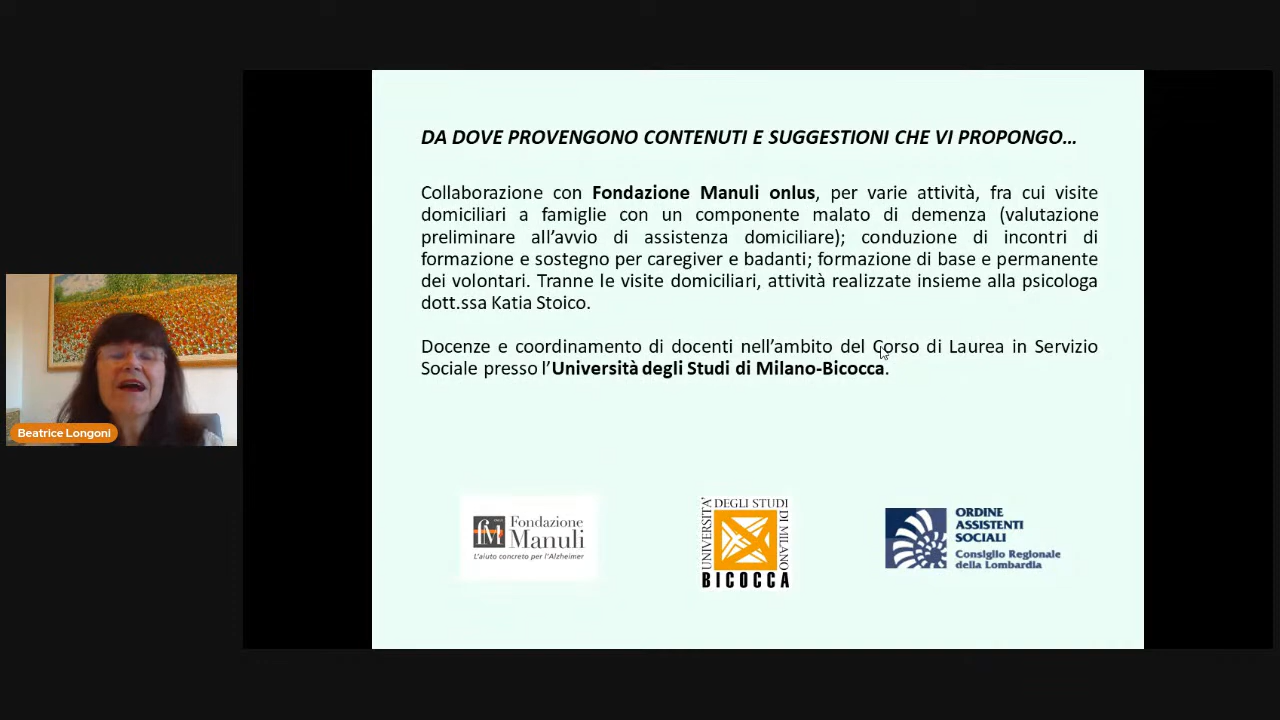 DA DOVE PROVENGONO CONTENUTI E SUGGESTIONI CHE VI PROPONGO...
Collaborazione con Fondazione Manuli onlus, per varie attività, fra cui visite
domiciliari a famiglie con un componente malato di demenza (valutazione
preliminare all'avvio di assistenza domiciliare); conduzione di incontri di
formazione e sostegno per caregiver e badanti; formazione di base e permanente
dei volontari. Tranne le visite domiciliari, attività realizzate insieme alla psicologa
dott.ssa Katia Stoico.
Docenze e coordinamento di docenti nell'ambito del Corso di Laurea in Servizio
Sociale presso l'Università degli Studi di Milano-Bicocca.
Beatrice Longoni
fM
Fondazione
Manuli
L'aiuto concreto per l'Alzheimer
UNIVERSITA'
DEGLI STUDI
DI MILANO
BICOCCA
ORDINE
ASSISTENTI
SOCIALI
Consiglio Regionale
della Lombardia